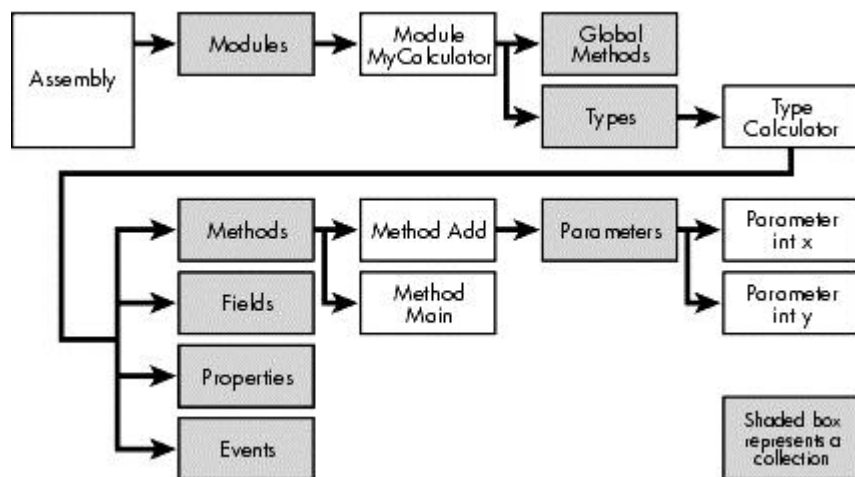 Assembly
Modules
Module
MyCalculator
Global
Methods
Types
Type
Calculator
Methods
Method Add
Parameters
Parameter
int x
Fields
Method
Main
Parameter
int y
Properties
Events
Shaded box
represents a
collection